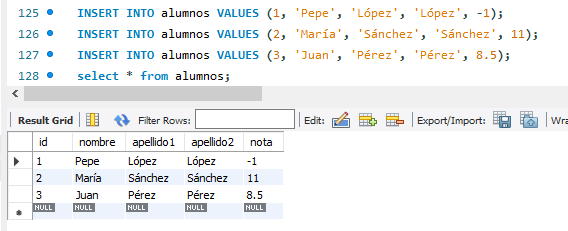 125 INSERT INTO alumnos VALUES (1, 'Pepe', 'López', 'López', -1);
126 INSERT INTO alumnos VALUES (2, 'María', 'Sánchez', 'Sánchez', 11);
127 INSERT INTO alumnos VALUES (3, 'Juan', 'Pérez', 'Pérez', 8.5);
128 select * from alumnos;
Result Grid Filter Rows: Edit: Export/Import: Wra
id nombre apellido1 apellido2 nota
1 Pepe López López -1
2 María Sánchez Sánchez 11
3 Juan Pérez Pérez 8.5
NULL NULL NULL NULL NULL